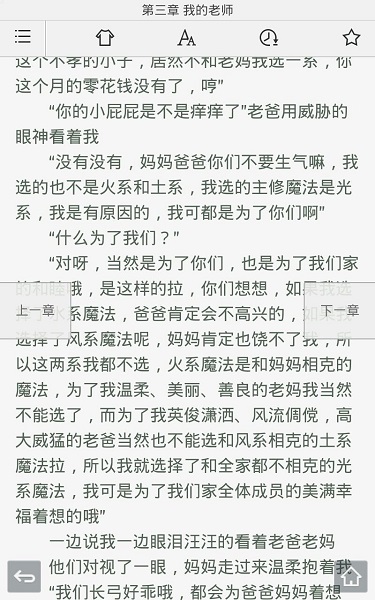 第三章 我的老师
这个不孝的小子，居然不和老妈我选一系，你
这个月的零花钱没有了，哼”
“你的小屁屁是不是痒痒了”老爸用威胁的
眼神看着我
“没有没有，妈妈爸爸你们不要生气嘛，我
选的也不是火系和土系，我选的主修魔法是光
系，我是有原因的，我可都是为了你们啊”
“什么为了我们？”
“对呀，当然是为了你们，也是为了我们家
的和睦哦，是这样的拉，你们想想，如果我选
上一章
下一章
水系魔法，爸爸肯定会不高兴的，如果我
选择了风系魔法呢，妈妈肯定也饶不了我，所
以这两系我都不选，火系魔法是和妈妈相克的
魔法，为了我温柔、美丽、善良的老妈我当然
不能选了，而为了我英俊潇洒、风流倜傥，高
大威猛的老爸当然也不能选和风系相克的土系
魔法拉，所以我就选择了和全家都不相克的光
系魔法，我可是为了我们家全体成员的美满幸
福着想的哦”
一边说我一边眼泪汪汪的看着老爸老妈
他们对视了一眼，妈妈走过来温柔抱着我
“我们长弓好乖哦，都会为爸爸妈妈着想